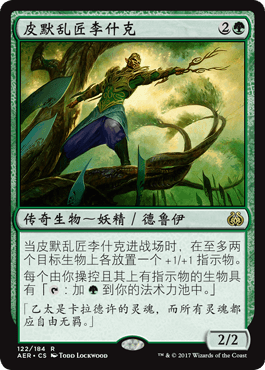 皮默乱匠李什克 2
传奇生物～妖精／德鲁伊
当皮默乱匠李什克进战场时，在至多两
个目标生物上各放置一个+1/+1指示物。
每个由你操控且其上有指示物的生物具
有「：加到你的法术力池中。」
「乙太是卡拉德许的灵魂，而所有灵魂都
应自由无羁。」
2/2
122/184 R
AER • CS Todd Lockwood
™ & © 2017 Wizards of the Coast